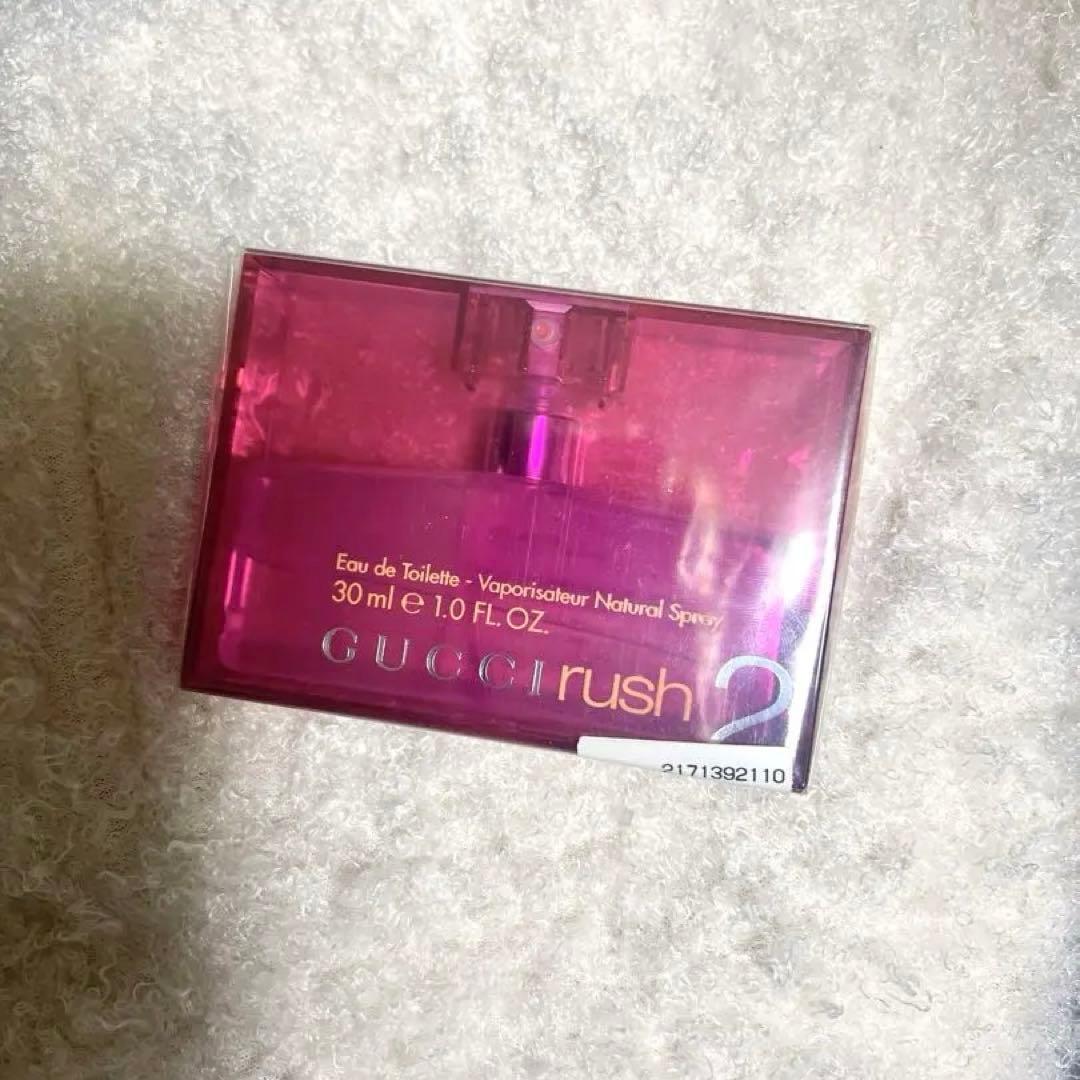 Eau de Toilette - Vaporisateur Natural Spray
30 ml ℮ 1.0 FL. OZ.
GUCCI rush 2
2171392110